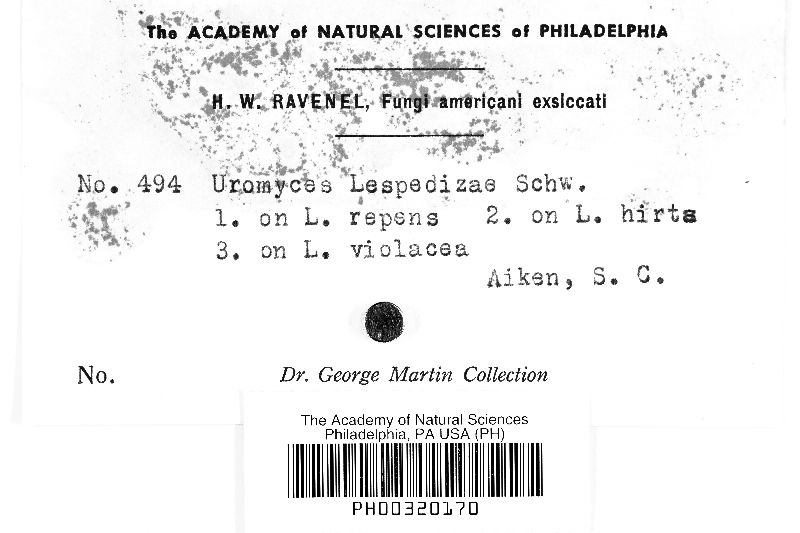 The ACADEMY of NATURAL SCIENCES of PHILADELPHIA
H. W. RAVENEL, Fungi americani exsiccati
No. 494 Uromyces Lespedizae Schw.
1. on L. repens 2. on L. hirta
3. on L. violacea
Aiken, S. C.
No. Dr. George Martin Collection
The Academy of Natural Sciences
Philadelphia, PA USA (PH)
PH00320170